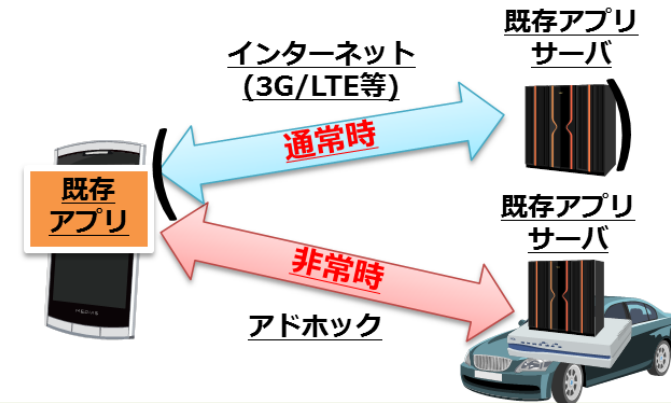 既存アプリ
サーバ
インターネット
(3G/LTE等)
通常時
既存
アプリ
既存アプリ
サーバ
非常時
アドホック